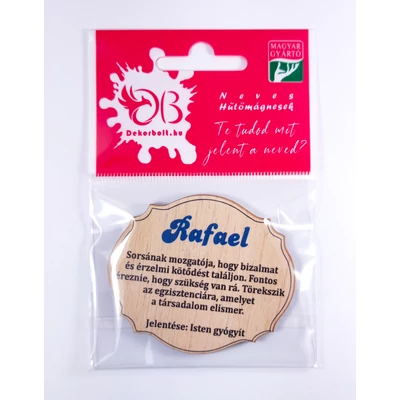 MAGYAR
GYÁRTÓ
DB
Dekorbolt.hu
Neves
Hűtőmágnesek
Te tudod mit
jelent a neved?
Rafael
Sorsának mozgatója, hogy bizalmat
és érzelmi kötődést találjon. Fontos
éreznie, hogy szükség van rá. Törekszik
az egzisztenciára, amelyet
a társadalom elismer.
Jelentése: Isten gyógyít